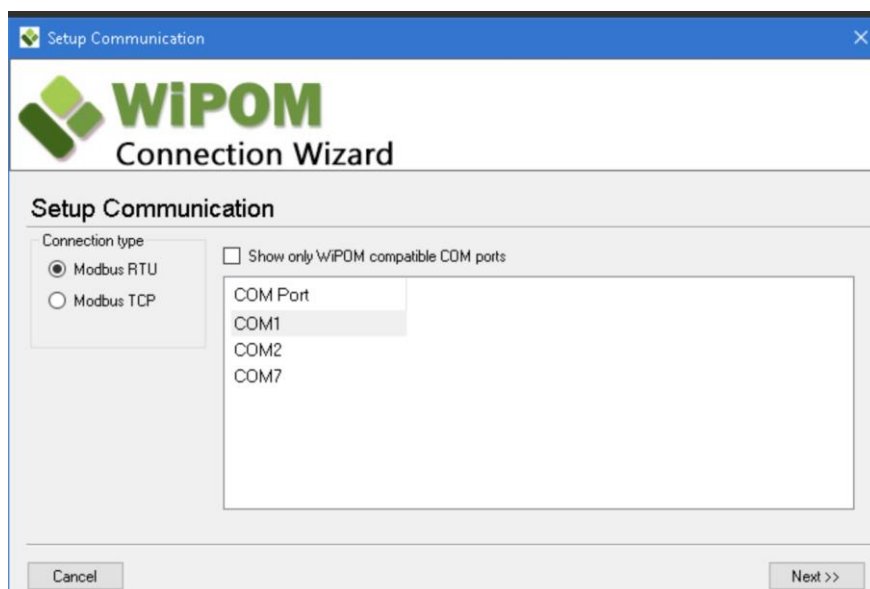 Setup Communication
WiPOM
Connection Wizard
Setup Communication
Connection type
Modbus RTU
Modbus TCP
Show only WiPOM compatible COM ports
COM Port
COM1
COM2
COM7
Cancel
Next >>